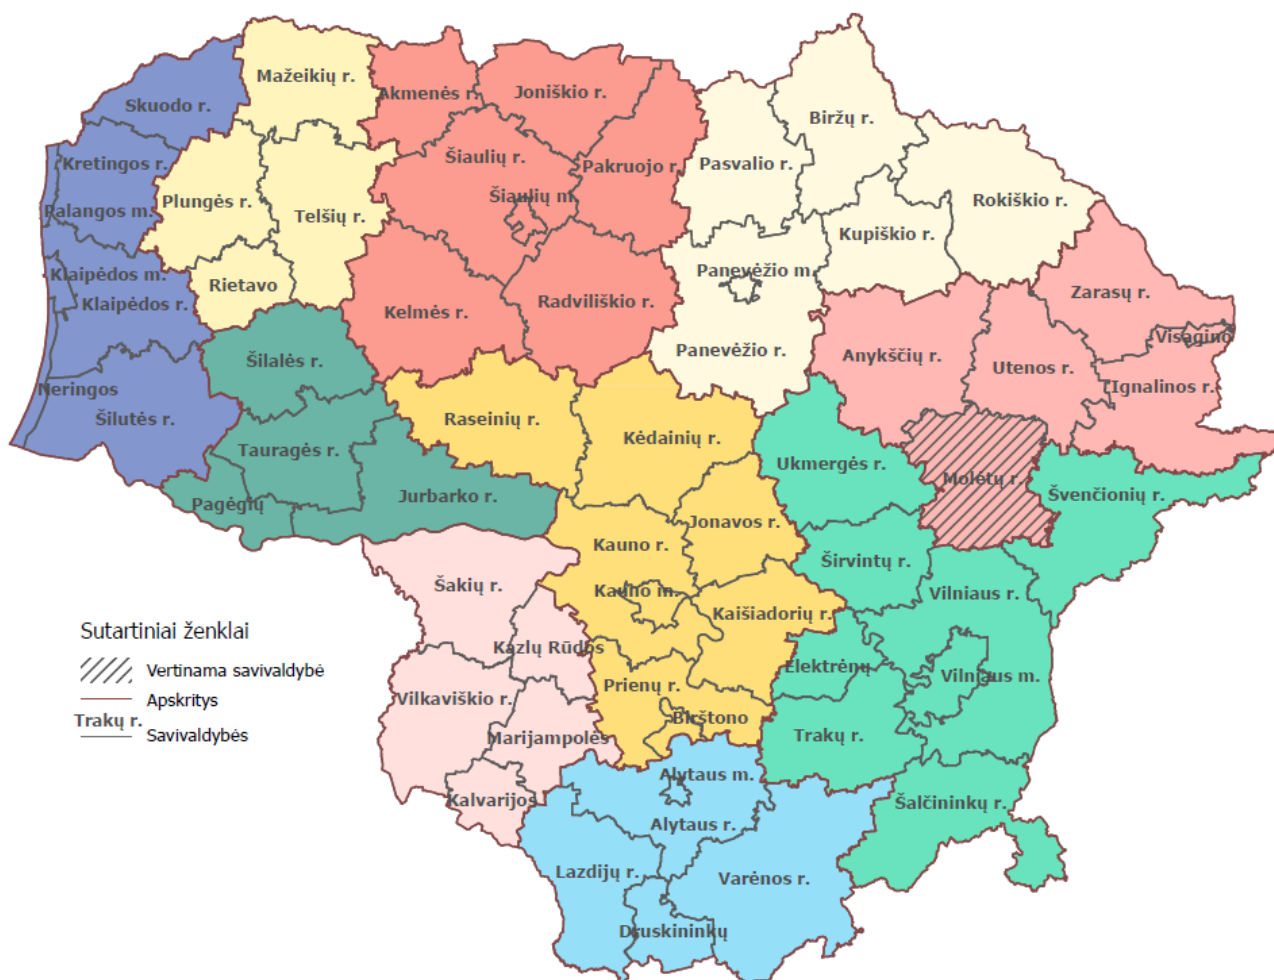 Mažeikių r.
Akmenės r.
Joniškio r.
Skuodo r.
Biržų r.
Kretingos r.
Šiaulių r.
Pakruojo r.
Pasvalio r.
Plungės r.
Telšių r.
Šiaulių m.
Rokiškio r.
Palangos m.
Kupiškio r.
Klaipėdos m.
Rietavo
Panevėžio m.
Klaipėdos r.
Kelmės r.
Radviliškio r.
Zarasų r.
Visagino
Šilalės r.
Panevėžio r.
Anykščių r.
Utenos r.
Ignalinos r.
Neringos
Šilutės r.
Raseinių r.
Kėdainių r.
Tauragės r.
Ukmergės r.
Molėtų r.
Pagėgių
Jurbarko r.
Švenčionių r.
Jonavos r.
Kauno r.
Širvintų r.
Šakių r.
Kauno m.
Kaišiadorių r.
Vilniaus r.
Kazlų Rūdos
Elektrėnų
Vilniaus m.
Vilkaviškio r.
Prienų r.
Birštono
Marijampolės
Trakų r.
Kalvarijos
Alytaus m.
Alytaus r.
Šalčininkų r.
Lazdijų r.
Varėnos r.
Druskininkų
Sutartiniai ženklai
Vertinama savivaldybė
Apskritys
Trakų r.
Savivaldybės